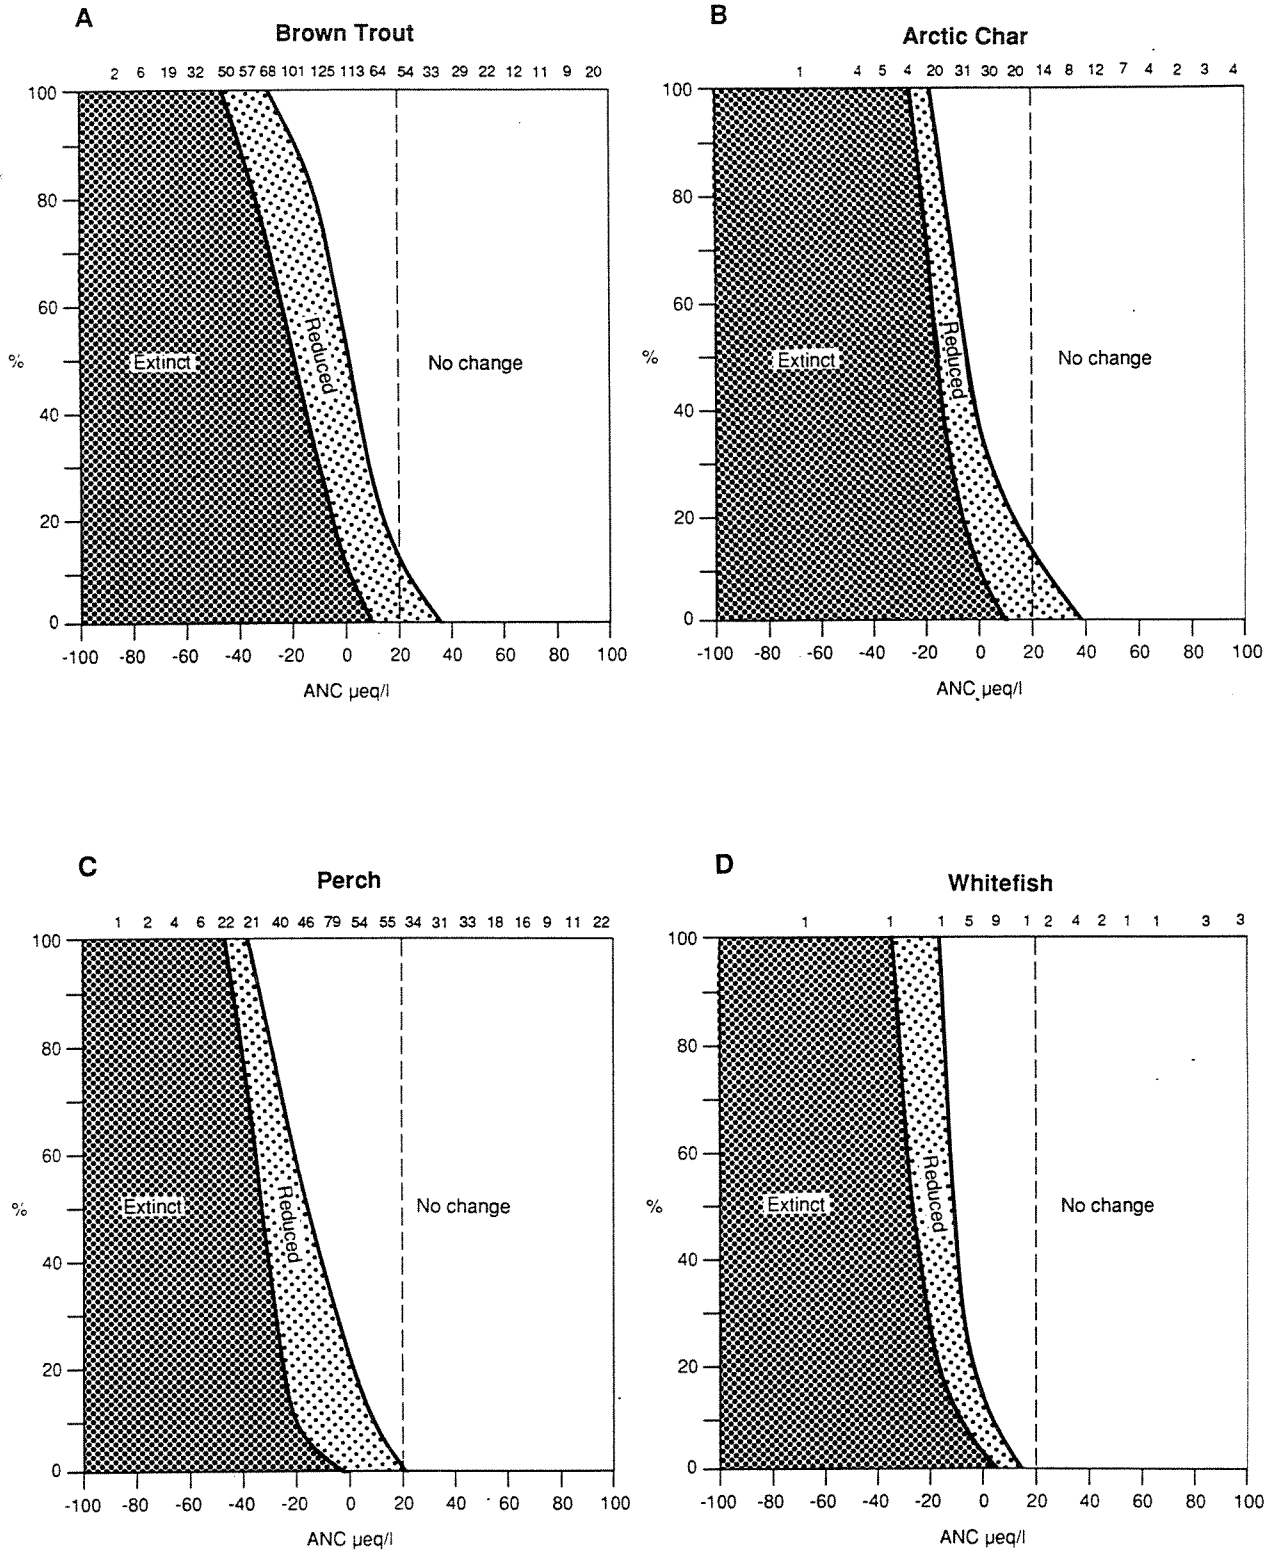 A
Brown Trout
2 6 19 32 50 57 68 101 125 113 64 54 33 29 22 12 11 9 20
100
80
60
%
40
20
0
Extinct
Reduced
No change
-100 -80 -60 -40 -20 0 20 40 60 80 100
ANC µeq/l
B
Arctic Char
1 4 5 4 20 31 30 20 14 8 12 7 4 2 3 4
100
80
60
%
40
20
0
Extinct
Reduced
No change
-100 -80 -60 -40 -20 0 20 40 60 80 100
ANC µeq/l
C
Perch
1 2 4 6 22 21 40 46 79 54 55 34 31 33 18 16 9 11 22
100
80
60
%
40
20
0
Extinct
Reduced
No change
-100 -80 -60 -40 -20 0 20 40 60 80 100
ANC µeq/l
D
Whitefish
1 1 1 5 9 1 2 4 2 1 1 3 3
100
80
60
%
40
20
0
Extinct
Reduced
No change
-100 -80 -60 -40 -20 0 20 40 60 80 100
ANC µeq/l